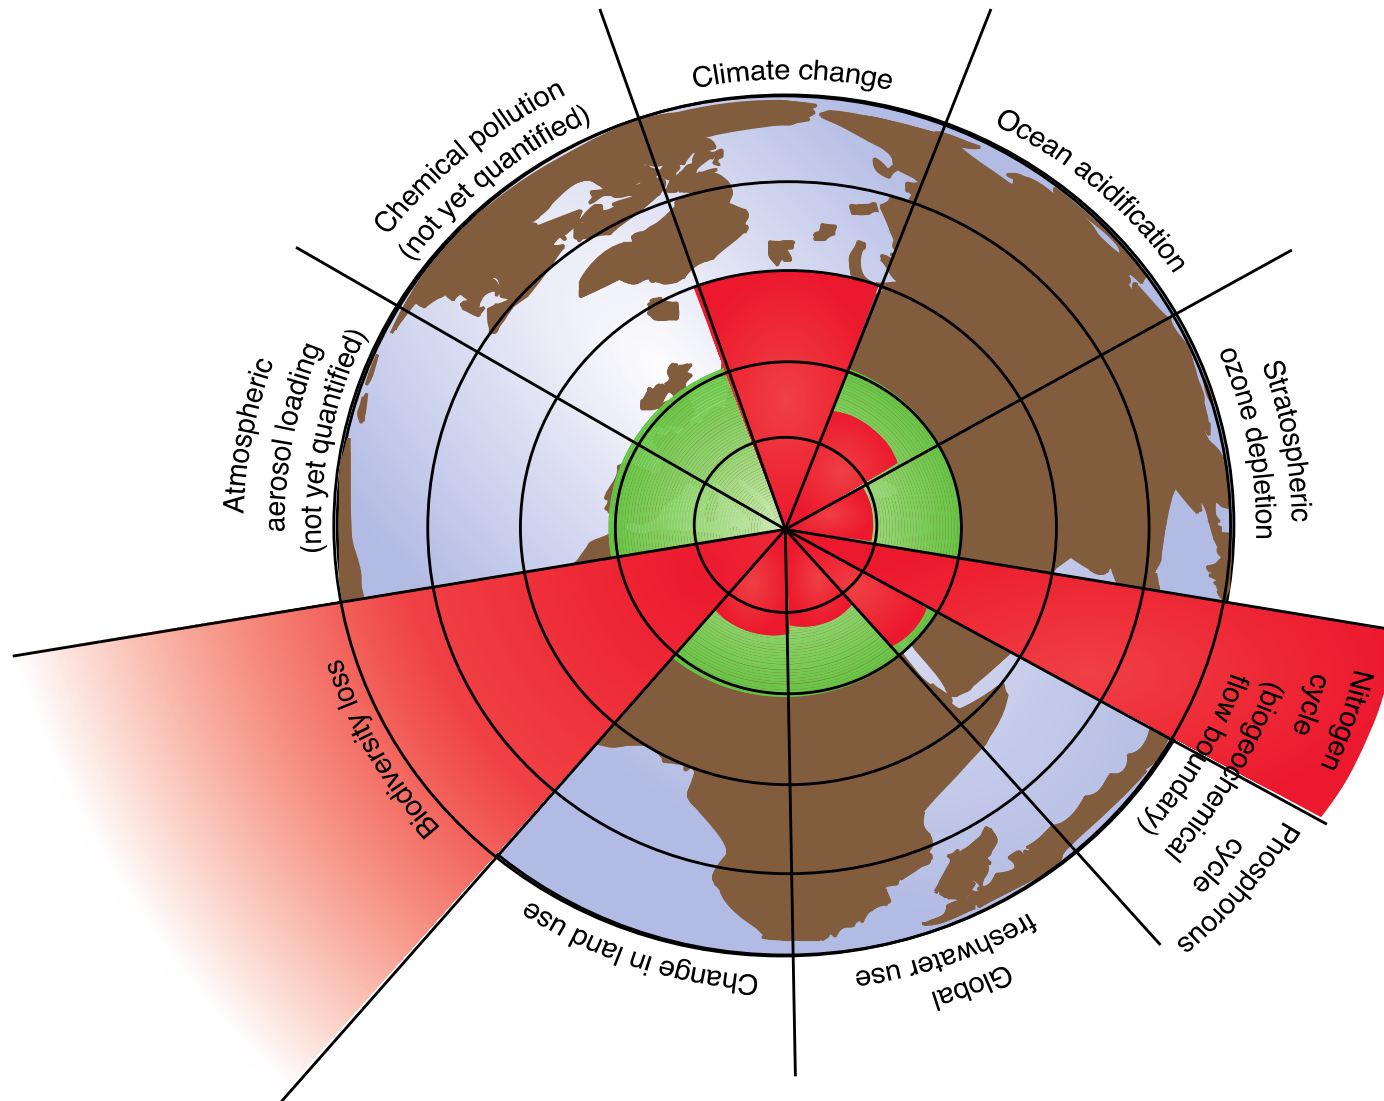 Climate change
Ocean acidification
Stratospheric
ozone depletion
Nitrogen
cycle
(biogeochemical
flow boundary)
Phosphorous
cycle
Global
freshwater use
Change in land use
Biodiversity loss
Atmospheric
aerosol loading
(not yet quantified)
Chemical pollution
(not yet quantified)